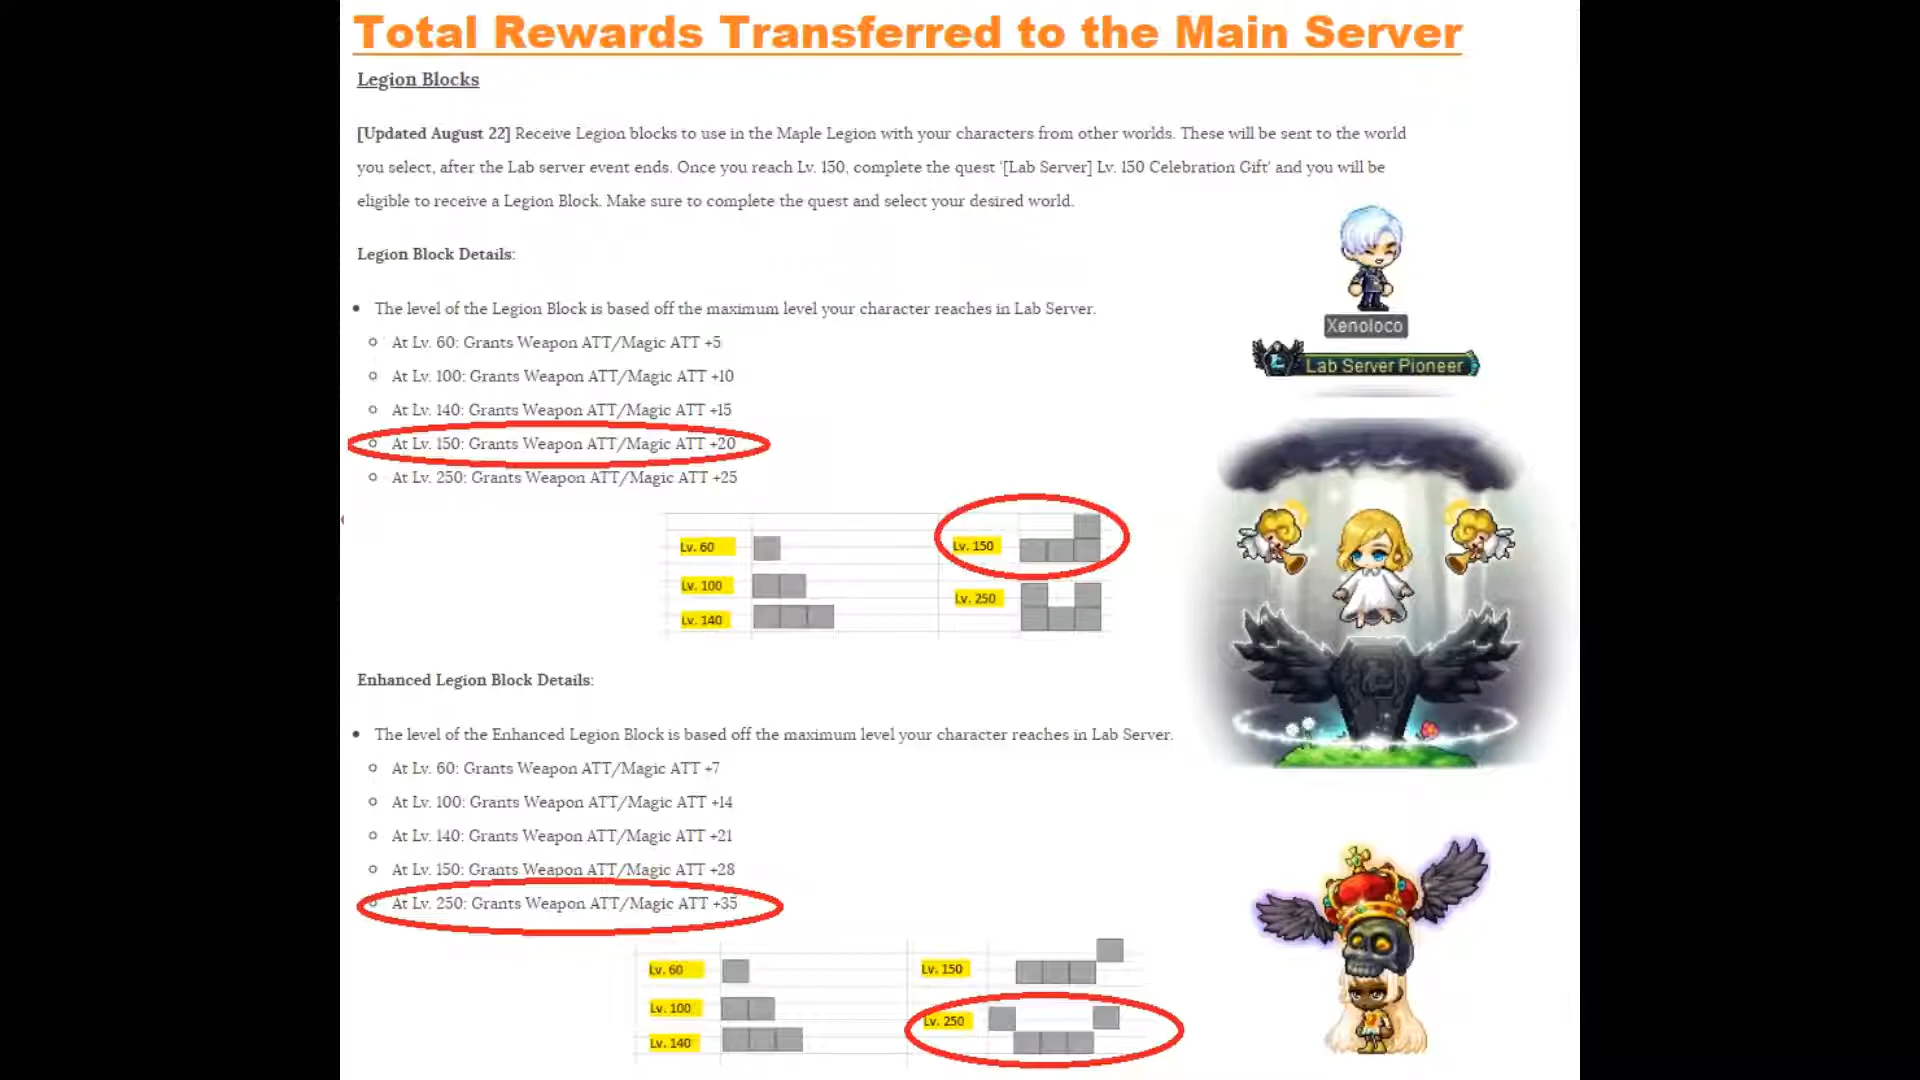 Total Rewards Transferred to the Main Server
Legion Blocks
[Updated August 22] Receive Legion blocks to use in the Maple Legion with your characters from other worlds. These will be sent to the world
you select, after the Lab server event ends. Once you reach Lv. 150, complete the quest '[Lab Server] Lv. 150 Celebration Gift' and you will be
eligible to receive a Legion Block. Make sure to complete the quest and select your desired world.
Legion Block Details:
The level of the Legion Block is based off the maximum level your character reaches in Lab Server.
At Lv. 60: Grants Weapon ATT/Magic ATT +5
At Lv. 100: Grants Weapon ATT/Magic ATT +10
At Lv. 140: Grants Weapon ATT/Magic ATT +15
At Lv. 150: Grants Weapon ATT/Magic ATT +20
At Lv. 250: Grants Weapon ATT/Magic ATT +25
Xenoloco
Lab Server Pioneer
Lv. 60
Lv. 100
Lv. 140
Lv. 150
Lv. 250
Enhanced Legion Block Details:
The level of the Enhanced Legion Block is based off the maximum level your character reaches in Lab Server.
At Lv. 60: Grants Weapon ATT/Magic ATT +7
At Lv. 100: Grants Weapon ATT/Magic ATT +14
At Lv. 140: Grants Weapon ATT/Magic ATT +21
At Lv. 150: Grants Weapon ATT/Magic ATT +28
At Lv. 250: Grants Weapon ATT/Magic ATT +35
Lv. 60
Lv. 100
Lv. 140
Lv. 150
Lv. 250